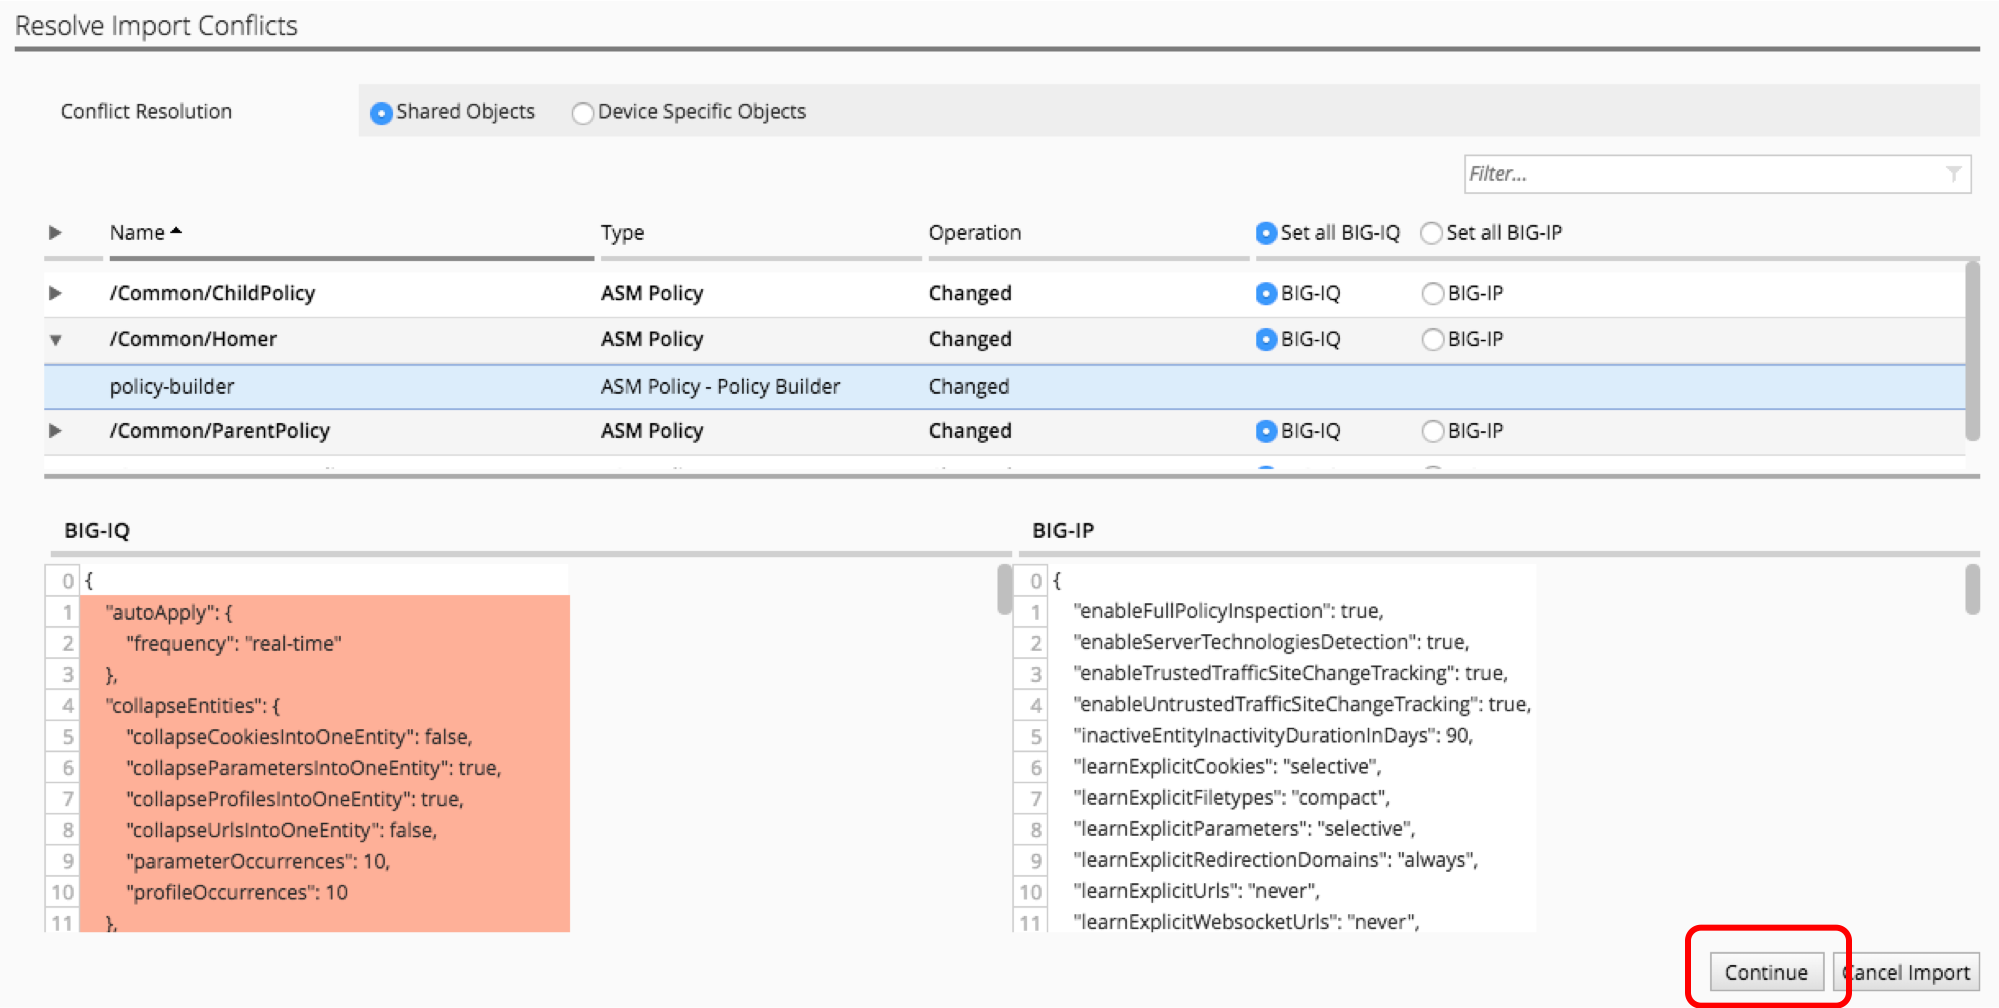 Resolve Import Conflicts
Conflict Resolution Shared Objects Device Specific Objects
Filter...
Name Type Operation Set all BIG-IQ Set all BIG-IP
/Common/ChildPolicy ASM Policy Changed BIG-IQ BIG-IP
/Common/Homer ASM Policy Changed BIG-IQ BIG-IP
policy-builder ASM Policy - Policy Builder Changed
/Common/ParentPolicy ASM Policy Changed BIG-IQ BIG-IP
BIG-IQ
0 {
1 "autoApply": {
2 "frequency": "real-time"
3 },
4 "collapseEntities": {
5 "collapseCookiesIntoOneEntity": false,
6 "collapseParametersIntoOneEntity": true,
7 "collapseProfilesIntoOneEntity": true,
8 "collapseUrlsIntoOneEntity": false,
9 "parameterOccurrences": 10,
10 "profileOccurrences": 10
11 },
BIG-IP
0 {
1 "enableFullPolicyInspection": true,
2 "enableServerTechnologiesDetection": true,
3 "enableTrustedTrafficSiteChangeTracking": true,
4 "enableUntrustedTrafficSiteChangeTracking": true,
5 "inactiveEntityInactivityDurationInDays": 90,
6 "learnExplicitCookies": "selective",
7 "learnExplicitFiletypes": "compact",
8 "learnExplicitParameters": "selective",
9 "learnExplicitRedirectionDomains": "always",
10 "learnExplicitUrls": "never",
11 "learnExplicitWebsocketUrls": "never",
Continue Cancel Import